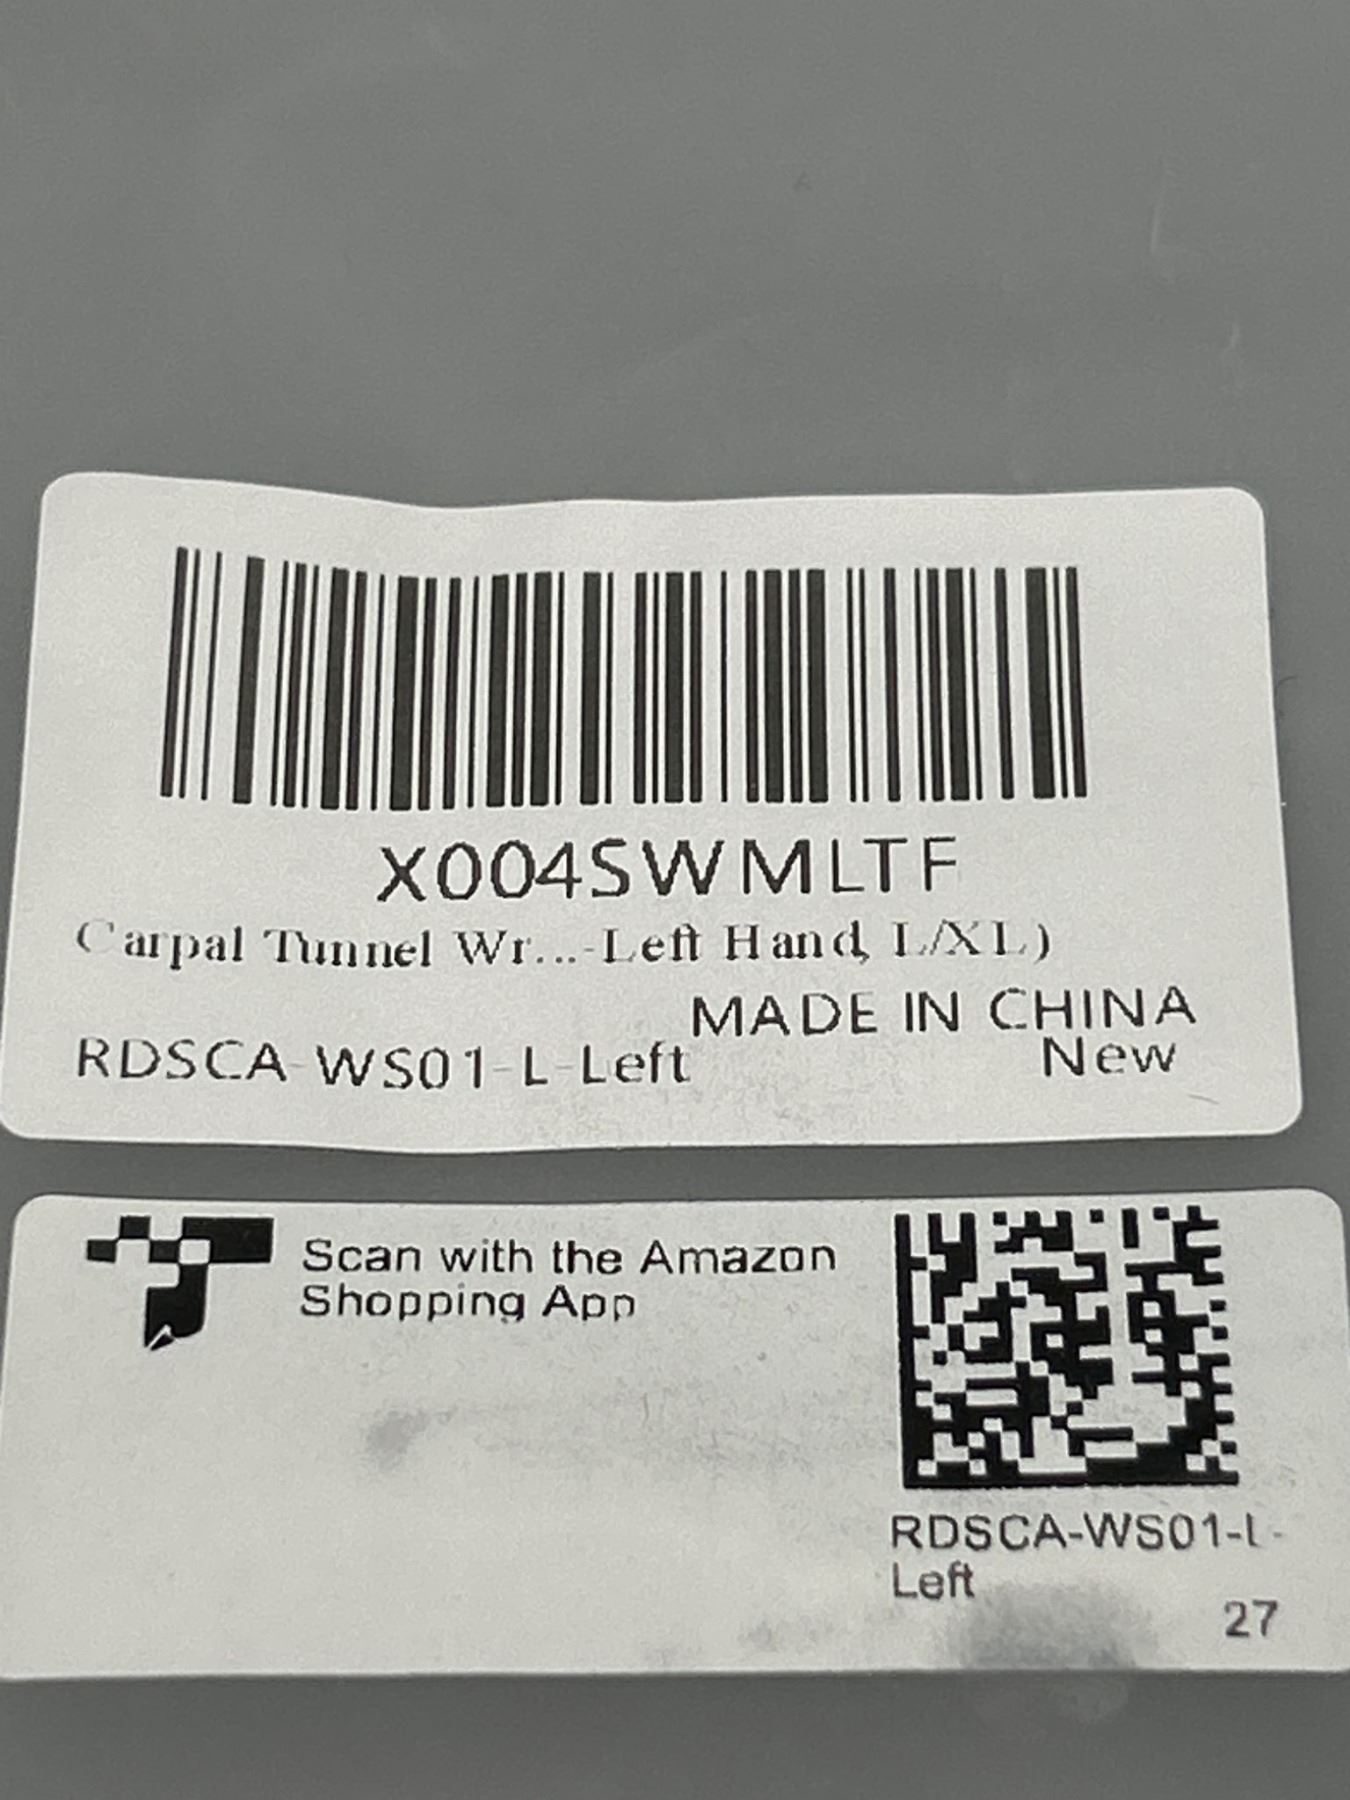 X004SWMLTF
Carpal Tunnel Wr...-Left Hand, L/XL)
MADE IN CHINA
RDSCA-WS01-L-Left
New
Scan with the Amazon
Shopping App
RDSCA-WS01-L-
Left
27